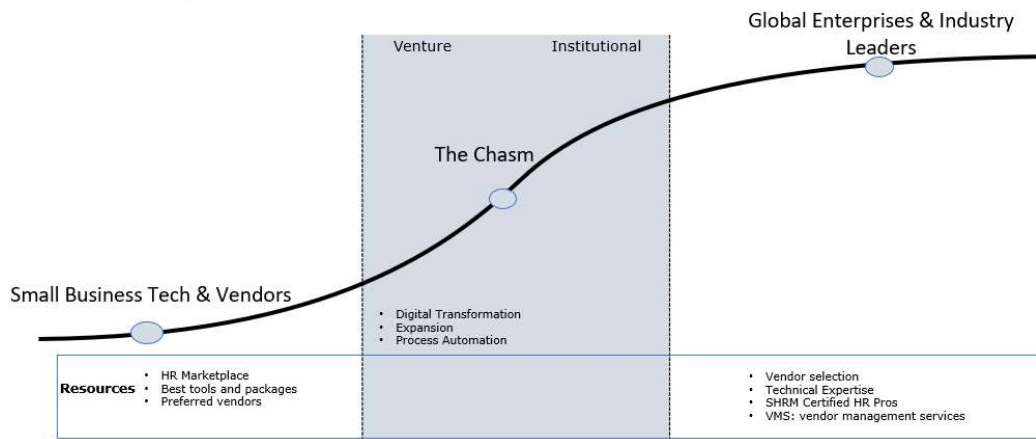 Global Enterprises & Industry
Leaders
Venture
Institutional
The Chasm
Small Business Tech & Vendors
• Digital Transformation
• Expansion
• Process Automation
Resources
• HR Marketplace
• Best tools and packages
• Preferred vendors
• Vendor selection
• Technical Expertise
• SHRM Certified HR Pros
• VMS: vendor management services